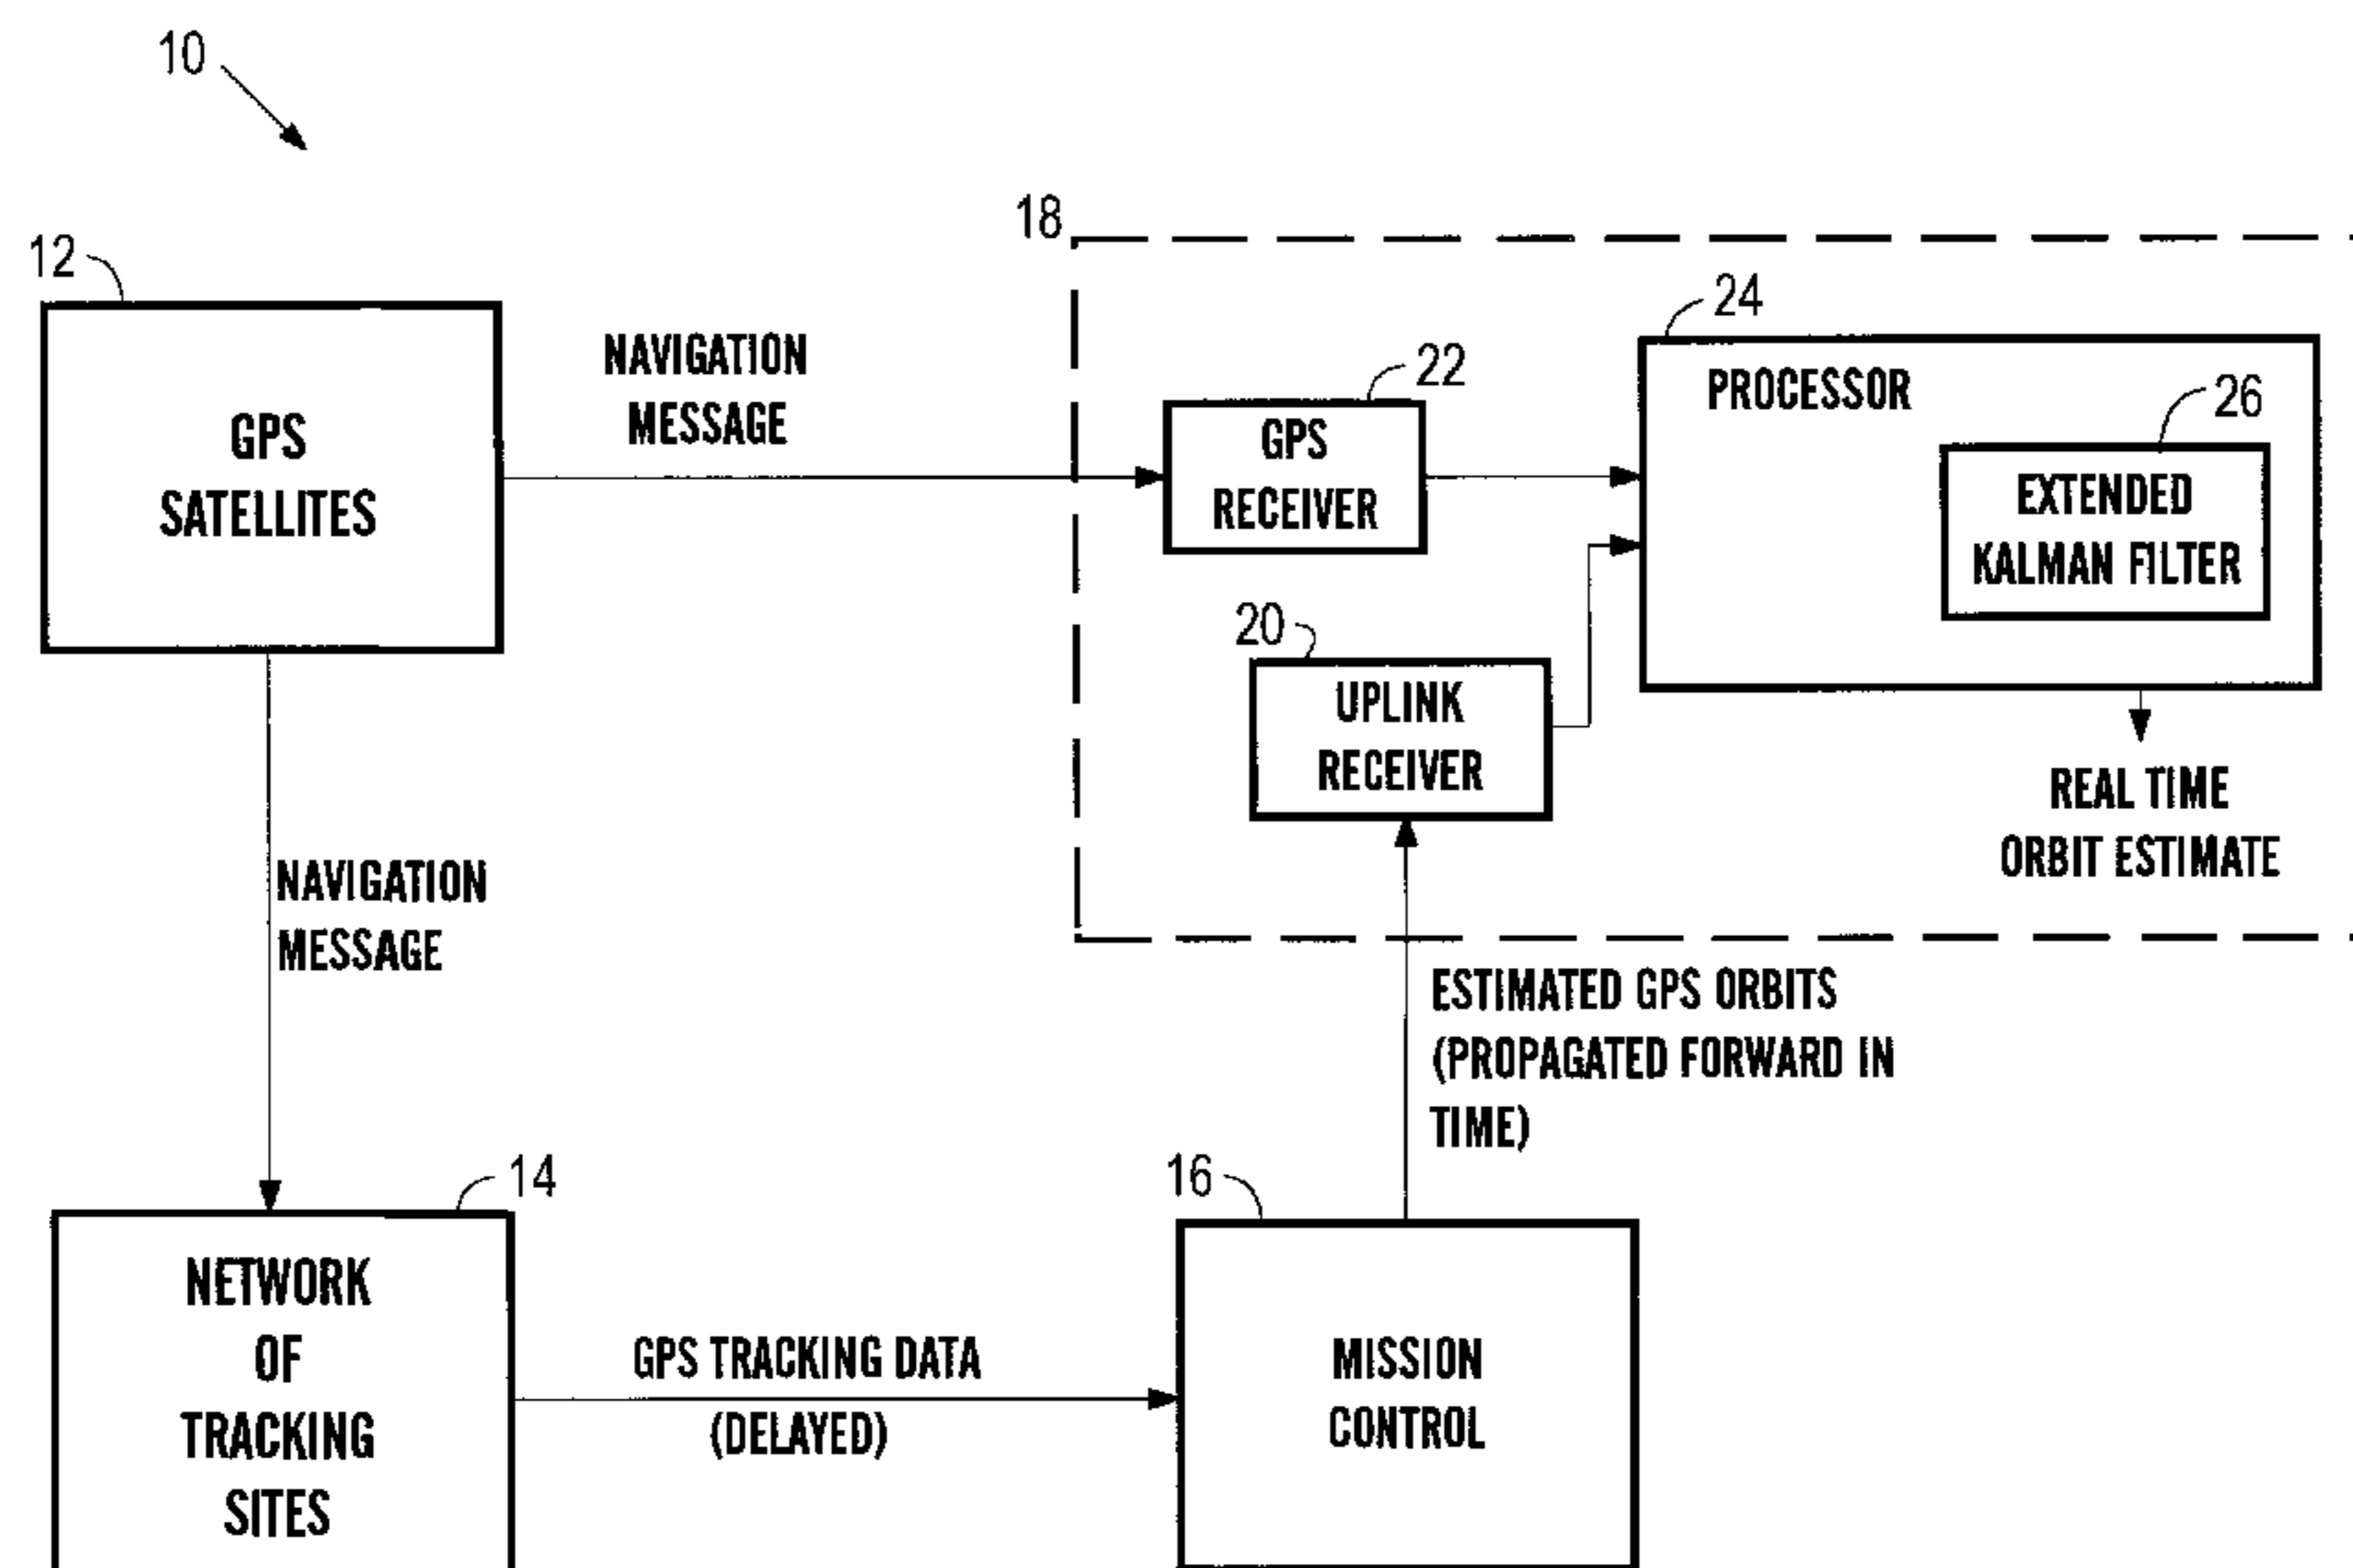 10
18
12
24
NAVIGATION
MESSAGE
22
PROCESSOR
26
GPS
SATELLITES
GPS
RECEIVER
EXTENDED
KALMAN FILTER
20
UPLINK
RECEIVER
REAL TIME
ORBIT ESTIMATE
NAVIGATION
MESSAGE
ESTIMATED GPS ORBITS
(PROPAGATED FORWARD IN
TIME)
14
16
NETWORK
OF
TRACKING
SITES
GPS TRACKING DATA
(DELAYED)
MISSION
CONTROL